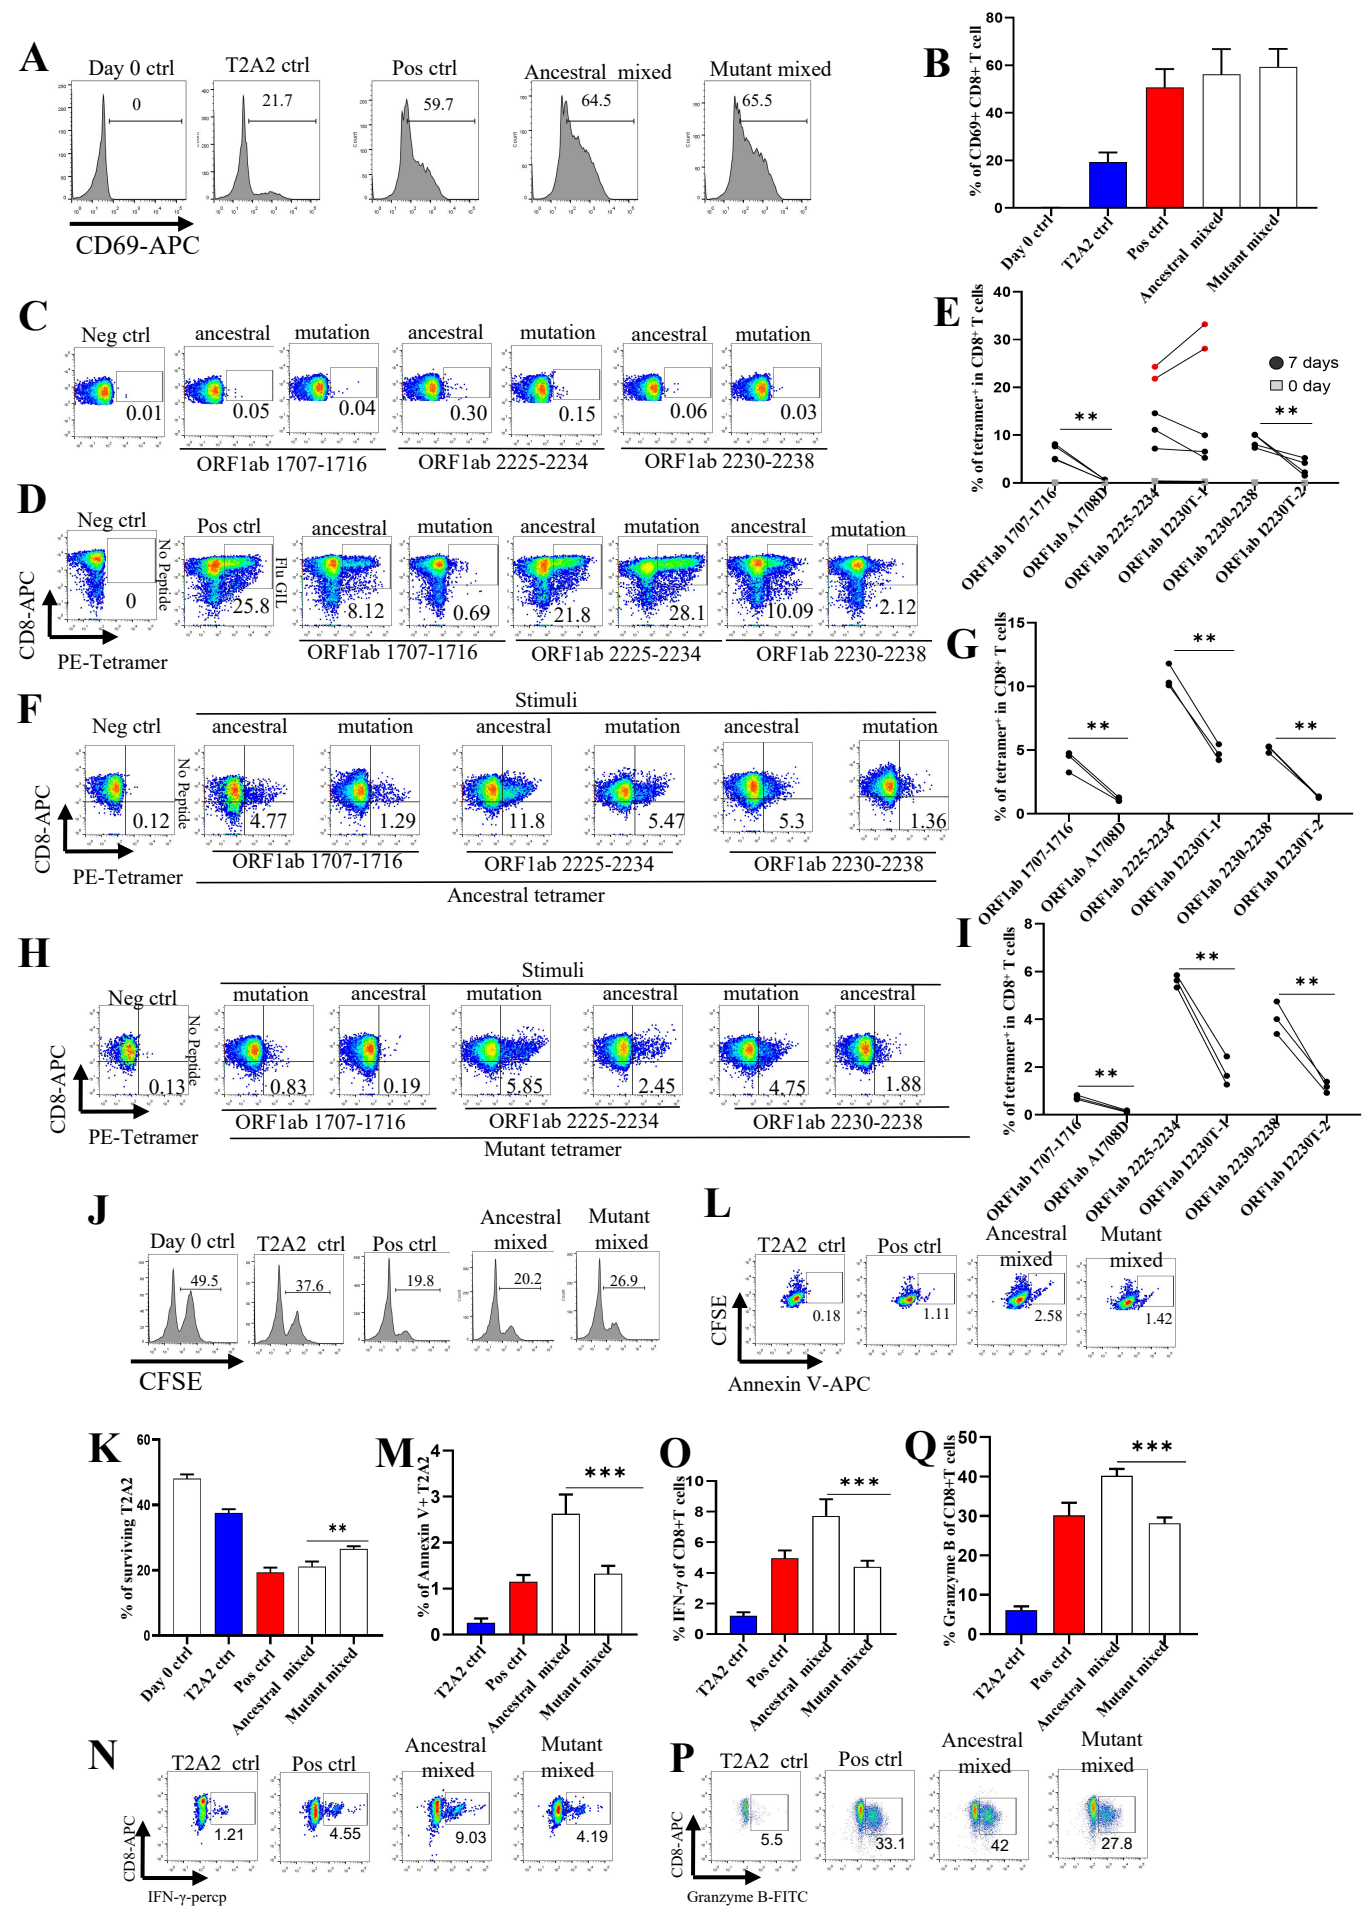 A
Day 0 ctrl
T2A2 ctrl
Pos ctrl
Ancestral mixed
Mutant mixed
0
21.7
59.7
64.5
65.5
CD69-APC
B
% of CD69+ CD8+ T cell
80
60
40
20
0
Day 0 ctrl
T2A2 ctrl
Pos ctrl
Ancestral mixed
Mutant mixed
C
Neg ctrl
ancestral
mutation
ancestral
mutation
ancestral
mutation
0.01
0.05
0.04
0.30
0.15
0.06
0.03
ORF1ab 1707-1716
ORF1ab 2225-2234
ORF1ab 2230-2238
D
Neg ctrl
Pos ctrl
ancestral
mutation
ancestral
mutation
ancestral
mutation
No Peptide
Flu GIL
0
25.8
8.12
0.69
21.8
28.1
10.09
2.12
CD8-APC
PE-Tetramer
ORF1ab 1707-1716
ORF1ab 2225-2234
ORF1ab 2230-2238
E
% of tetramer⁺ in CD8⁺ T cells
40
30
20
10
0
7 days
0 day
**
**
ORF1ab 1707-1716
ORF1ab A1708D
ORF1ab 2225-2234
ORF1ab I2230T-1
ORF1ab 2230-2238
ORF1ab I2230T-2
F
Stimuli
Neg ctrl
ancestral
mutation
ancestral
mutation
ancestral
mutation
No Peptide
0.12
4.77
1.29
11.8
5.47
5.3
1.36
CD8-APC
PE-Tetramer
ORF1ab 1707-1716
ORF1ab 2225-2234
ORF1ab 2230-2238
Ancestral tetramer
G
% of tetramer⁺ in CD8⁺ T cells
15
10
5
0
**
**
**
ORF1ab 1707-1716
ORF1ab A1708D
ORF1ab 2225-2234
ORF1ab I2230T-1
ORF1ab 2230-2238
ORF1ab I2230T-2
H
Stimuli
Neg ctrl
mutation
ancestral
mutation
ancestral
mutation
ancestral
No Peptide
0.13
0.83
0.19
5.85
2.45
4.75
1.88
CD8-APC
PE-Tetramer
ORF1ab 1707-1716
ORF1ab 2225-2234
ORF1ab 2230-2238
Mutant tetramer
I
% of tetramer⁺ in CD8⁺ T cells
8
6
4
2
0
**
**
**
ORF1ab 1707-1716
ORF1ab A1708D
ORF1ab 2225-2234
ORF1ab I2230T-1
ORF1ab 2230-2238
ORF1ab I2230T-2
J
Day 0 ctrl
T2A2 ctrl
Pos ctrl
Ancestral
mixed
Mutant
mixed
49.5
37.6
19.8
20.2
26.9
CFSE
L
T2A2 ctrl
Pos ctrl
Ancestral
mixed
Mutant
mixed
0.18
1.11
2.58
1.42
CFSE
Annexin V-APC
K
% of surviving T2A2
60
40
20
0
**
Day 0 ctrl
T2A2 ctrl
Pos ctrl
Ancestral mixed
Mutant mixed
M
% of Annexin V+ T2A2
4
3
2
1
0
***
T2A2 ctrl
Pos ctrl
Ancestral mixed
Mutant mixed
O
% IFN-γ of CD8+T cells
10
8
6
4
2
0
***
T2A2 ctrl
Pos ctrl
Ancestral mixed
Mutant mixed
Q
% Granzyme B of CD8+T cells
50
40
30
20
10
0
***
T2A2 ctrl
Pos ctrl
Ancestral mixed
Mutant mixed
N
T2A2 ctrl
Pos ctrl
Ancestral
mixed
Mutant
mixed
1.21
4.55
9.03
4.19
CD8-APC
IFN-γ-percp
P
T2A2 ctrl
Pos ctrl
Ancestral
mixed
Mutant
mixed
5.5
33.1
42
27.8
CD8-APC
Granzyme B-FITC